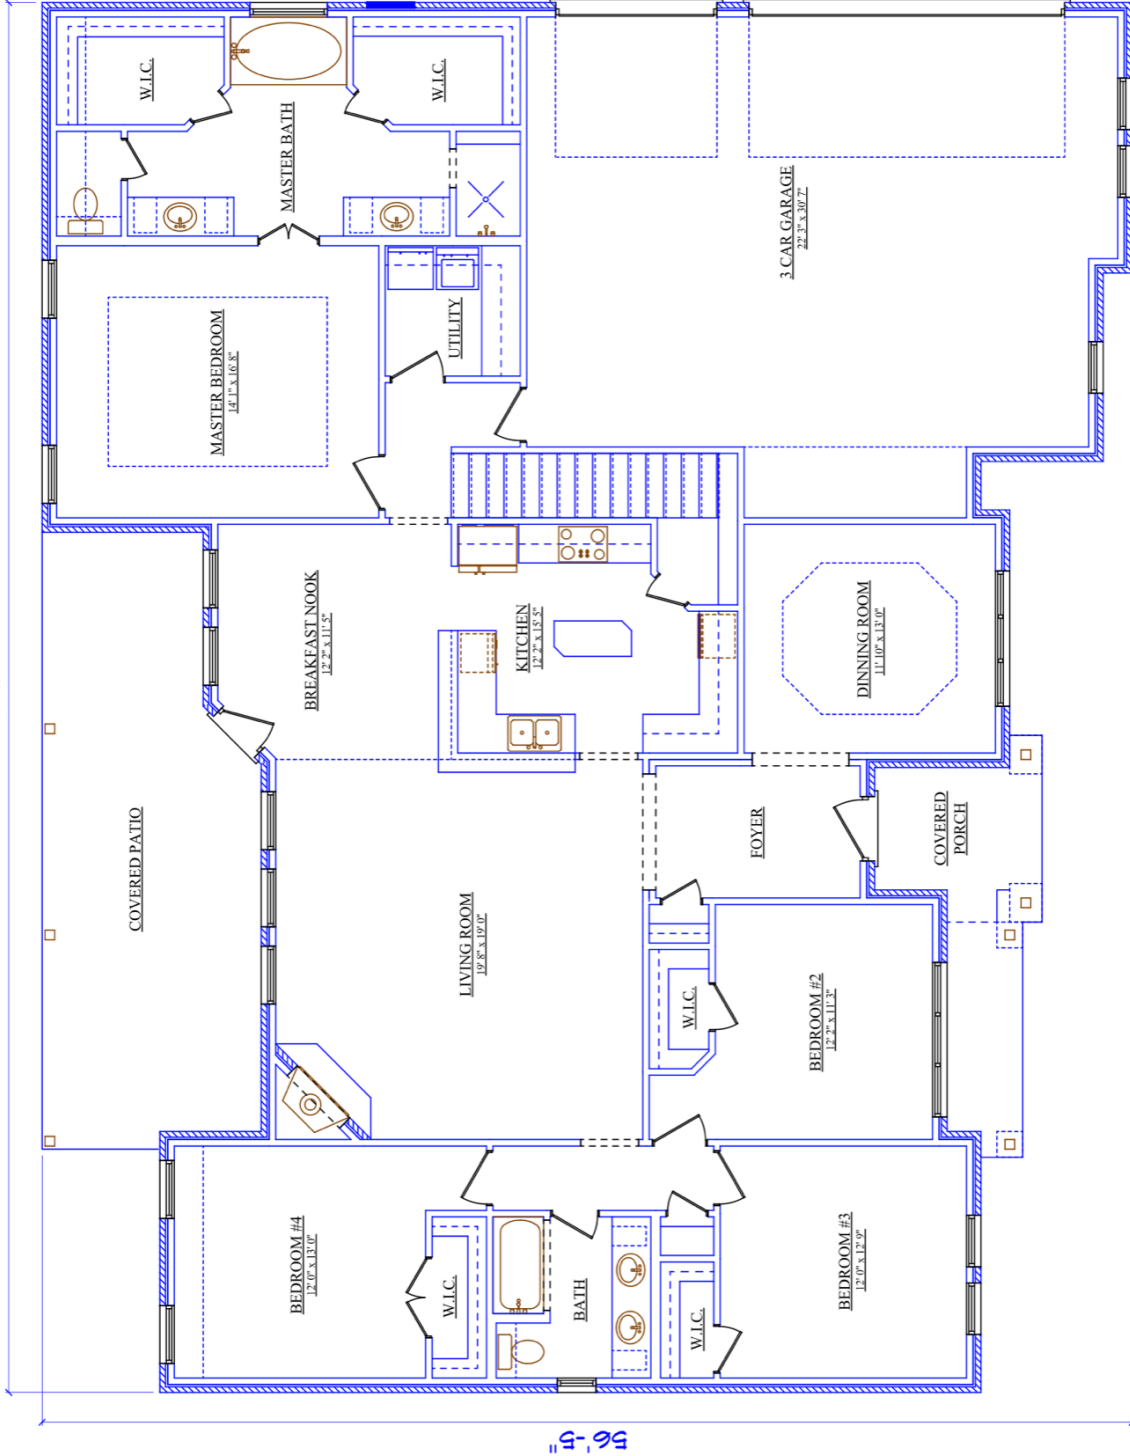 COVERED PATIO
W.I.C.
MASTER BEDROOM
14' 1" x 16' 8"
MASTER BATH
BEDROOM #4
12' 0" x 13' 0"
BREAKFAST NOOK
12' 2" x 11' 5"
W.I.C.
W.I.C.
LIVING ROOM
19' 8" x 19' 0"
UTILITY
KITCHEN
12' 2" x 15' 5"
BATH
56'-5"
W.I.C.
W.I.C.
FOYER
3 CAR GARAGE
22' 3" x 30' 7"
BEDROOM #2
12' 2" x 11' 3"
BEDROOM #3
12' 0" x 12' 9"
DINNING ROOM
11' 10" x 13' 0"
COVERED
PORCH